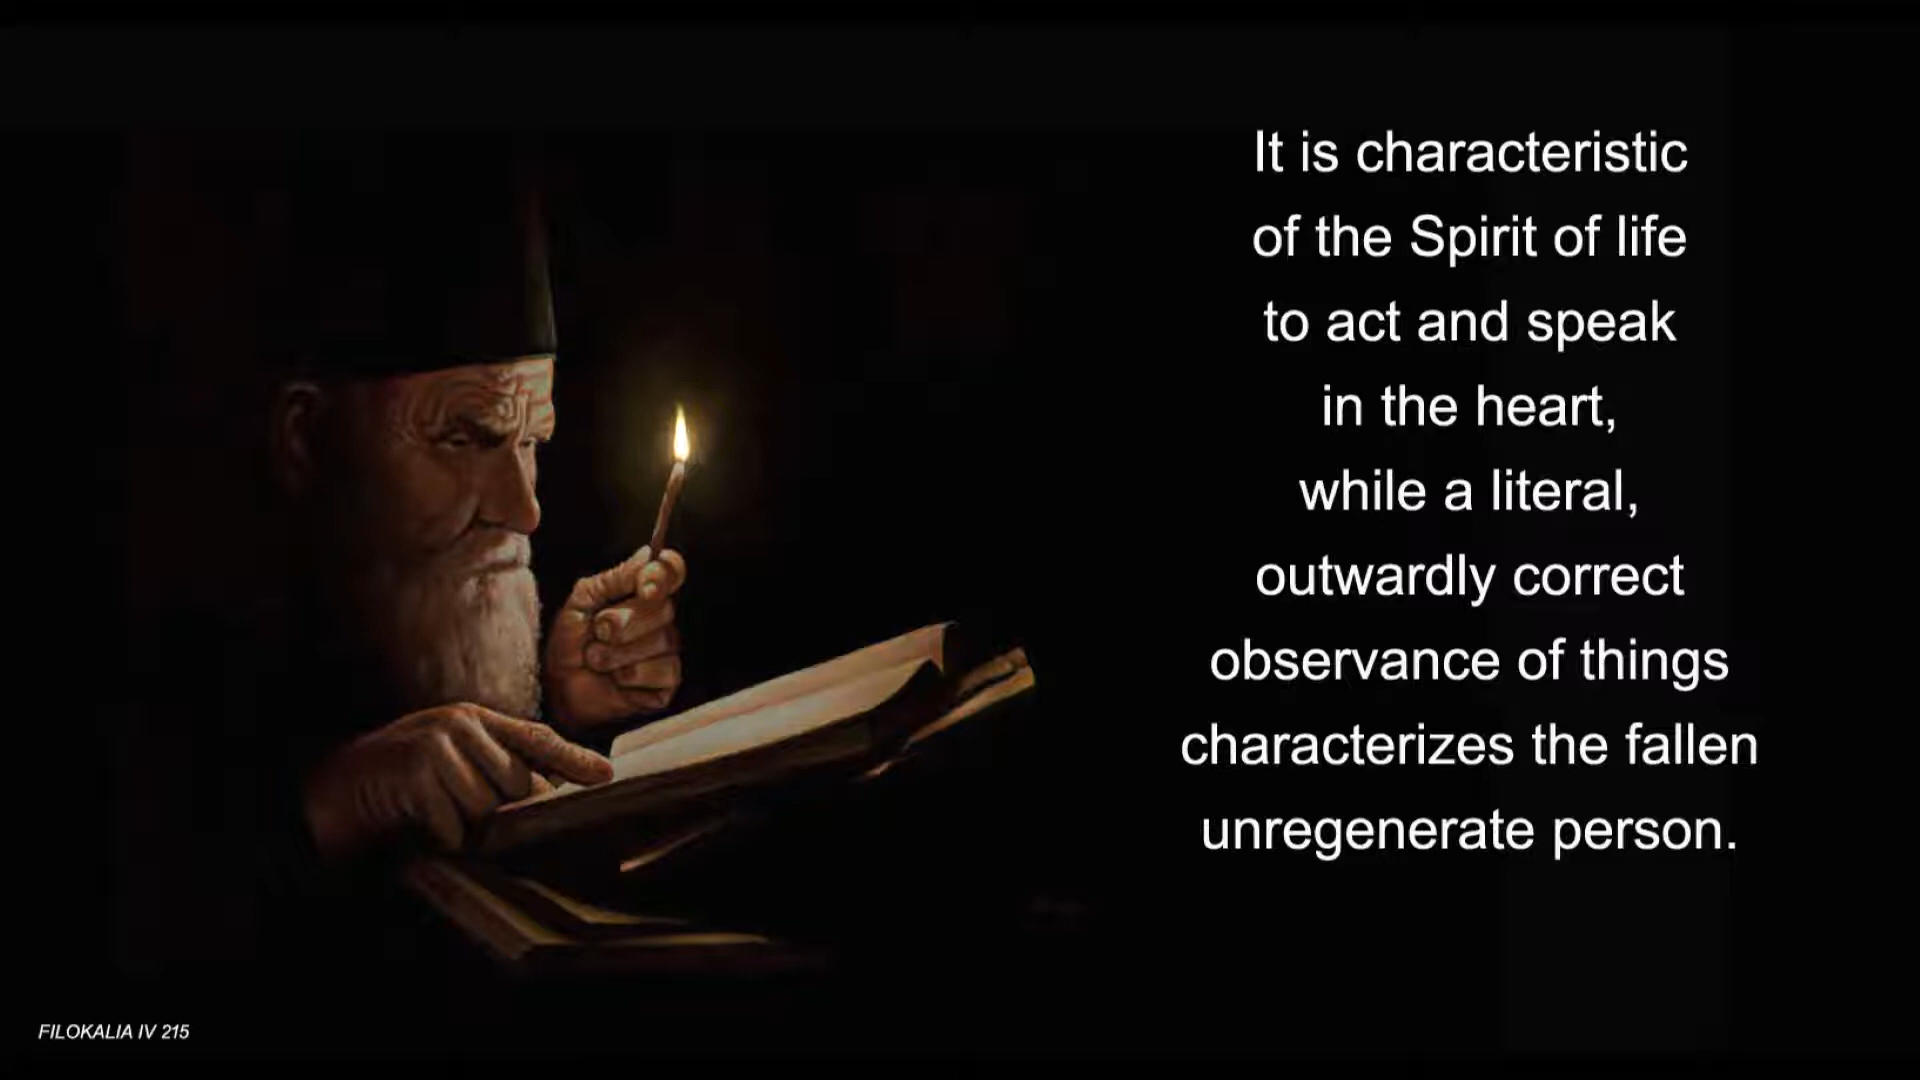 It is characteristic
of the Spirit of life
to act and speak
in the heart,
while a literal,
outwardly correct
observance of things
characterizes the fallen
unregenerate person.
FILOKALIA IV 215